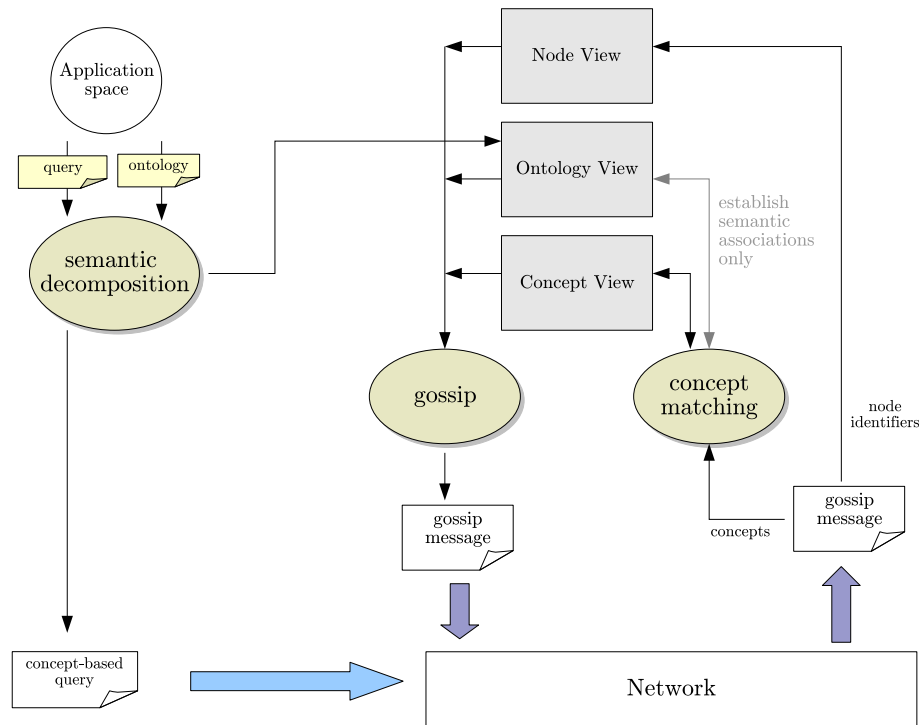 Application
space
query
ontology
semantic
decomposition
Node View
Ontology View
Concept View
establish
semantic
associations
only
gossip
concept
matching
node
identifiers
gossip
message
gossip
message
concepts
concept-based
query
Network